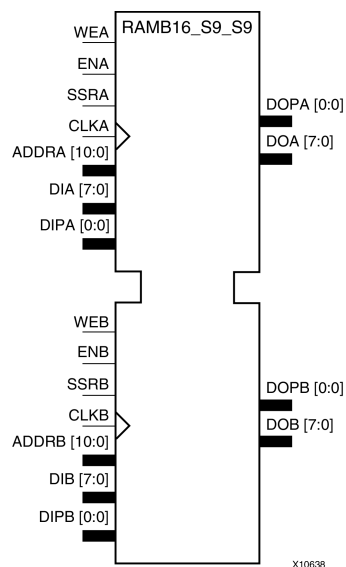 RAMB16_S9_S9
WEA
ENA
SSRA
CLKA
ADDRA [10:0]
DIA [7:0]
DIPA [0:0]
DOPA [0:0]
DOA [7:0]
WEB
ENB
SSRB
CLKB
ADDRB [10:0]
DIB [7:0]
DIPB [0:0]
DOPB [0:0]
DOB [7:0]
X10638